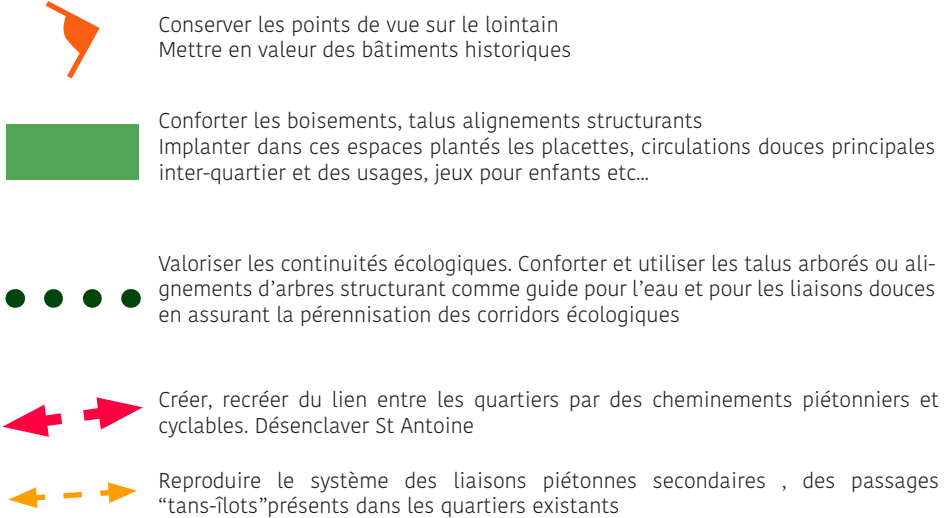 Conserver les points de vue sur le lointain
Mettre en valeur des bâtiments historiques
Conforter les boisements, talus alignements structurants
Implanter dans ces espaces plantés les placettes, circulations douces principales
inter-quartier et des usages, jeux pour enfants etc...
Valoriser les continuités écologiques. Conforter et utiliser les talus arborés ou ali-
gnements d’arbres structurant comme guide pour l’eau et pour les liaisons douces
en assurant la pérennisation des corridors écologiques
Créer, recréer du lien entre les quartiers par des cheminements piétonniers et
cyclables. Désenclaver St Antoine
Reproduire le système des liaisons piétonnes secondaires , des passages
“tans-îlots”présents dans les quartiers existants